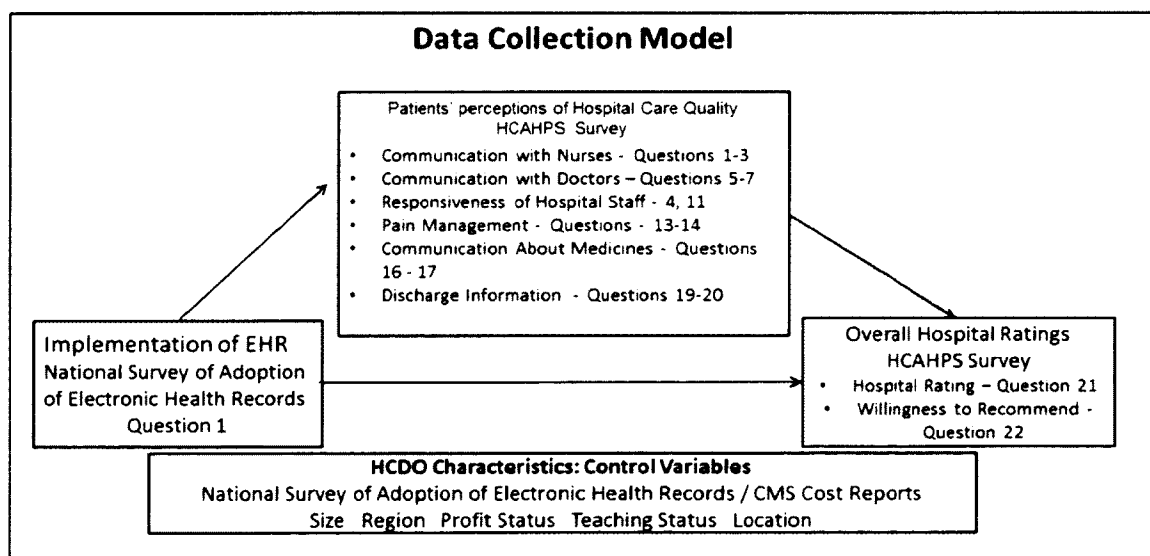 Data Collection Model
Patients' perceptions of Hospital Care Quality
HCAHPS Survey
• Communication with Nurses - Questions 1-3
• Communication with Doctors – Questions 5-7
• Responsiveness of Hospital Staff - 4, 11
• Pain Management - Questions - 13-14
• Communication About Medicines - Questions
16 - 17
• Discharge Information - Questions 19-20
Implementation of EHR
National Survey of Adoption
of Electronic Health Records
Question 1
Overall Hospital Ratings
HCAHPS Survey
• Hospital Rating – Question 21
• Willingness to Recommend -
Question 22
HCDO Characteristics: Control Variables
National Survey of Adoption of Electronic Health Records / CMS Cost Reports
Size Region Profit Status Teaching Status Location